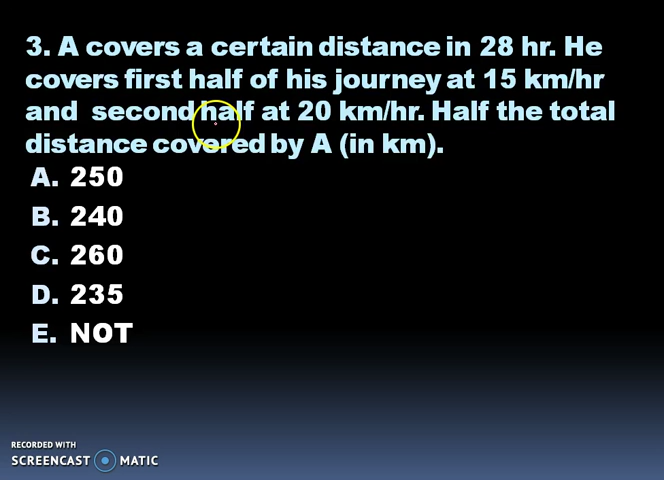 3. A covers a certain distance in 28 hr. He
covers first half of his journey at 15 km/hr
and second half at 20 km/hr. Half the total
distance covered by A (in km).
A. 250
B. 240
C. 260
D. 235
E. NOT
RECORDED WITH
SCREENCAST MATIC